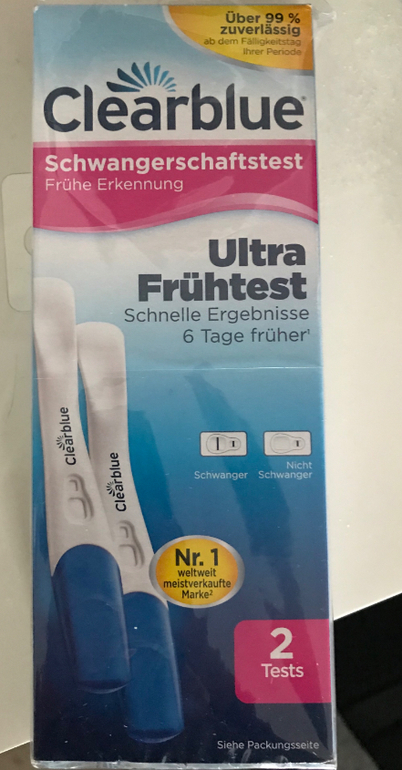 Über 99 %
zuverlässig
ab dem Fälligkeitstag
Ihrer Periode
Clearblue
Schwangerschaftstest
Frühe Erkennung
Ultra
Frühtest
Schnelle Ergebnisse
6 Tage früher¹
Clearblue
Clearblue
Schwanger
Nicht
Schwanger
Nr. 1
weltweit
meistverkaufte
Marke²
2
Tests
Siehe Packungsseite